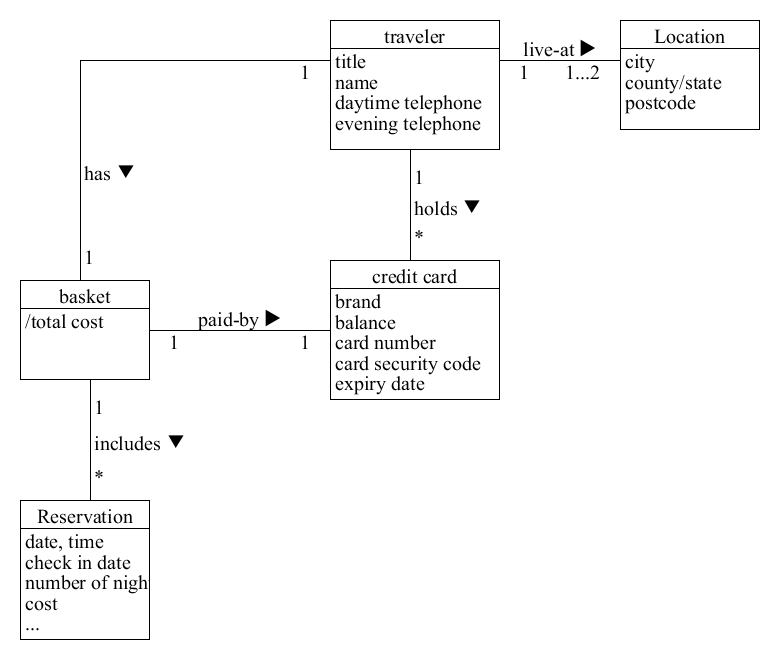 traveler
title
name
daytime telephone
evening telephone
live-at ▶
1
1...2
Location
city
county/state
postcode
1
has ▼
1
1
holds ▼
*
basket
/total cost
paid-by ▶
1
1
credit card
brand
balance
card number
card security code
expiry date
1
includes ▼
*
Reservation
date, time
check in date
number of nigh
cost
...